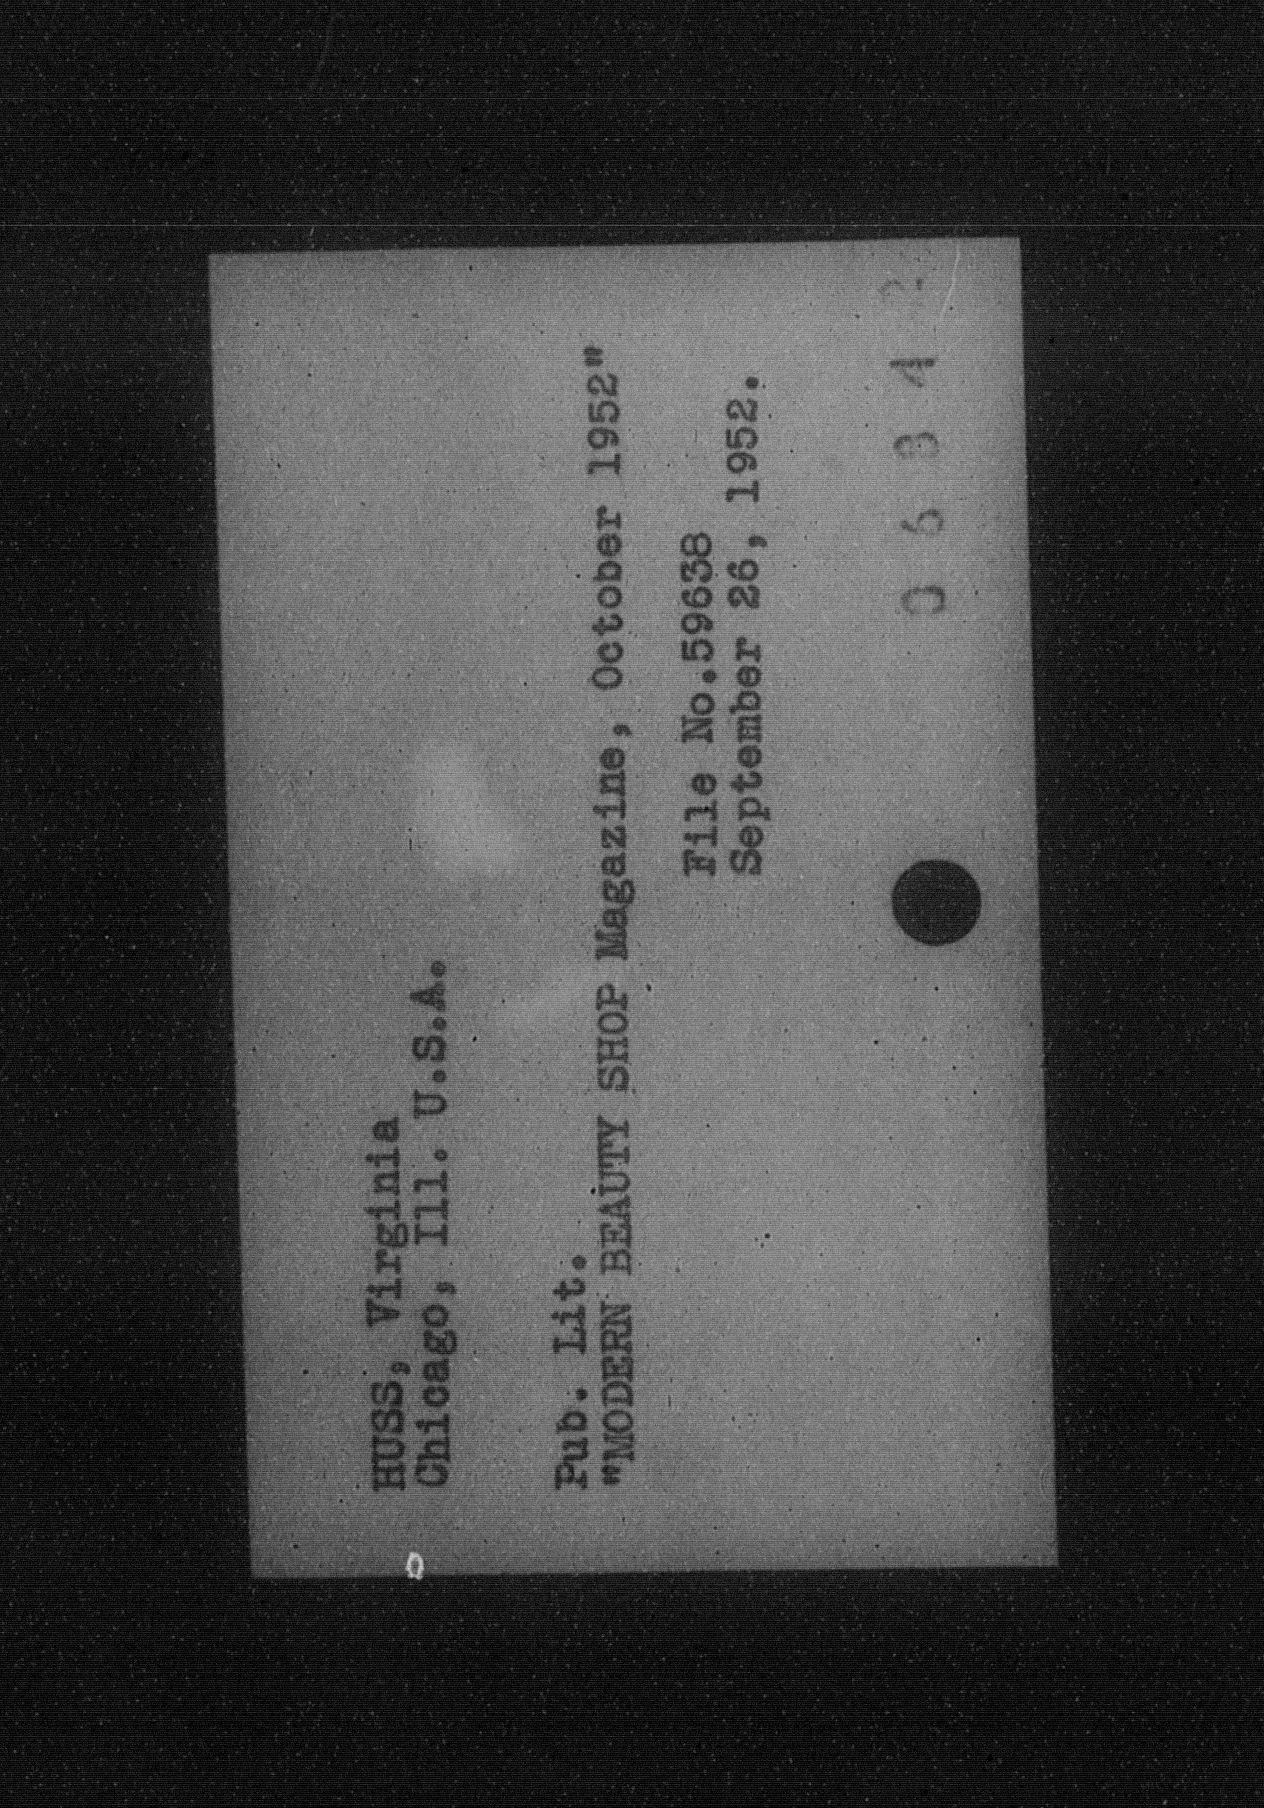 HUSS, Virginia
Chicago, Ill. U.S.A.
Pub. Lit.
"MODERN BEAUTY SHOP Magazine, October 1952"
File No.59638
September 26, 1952.